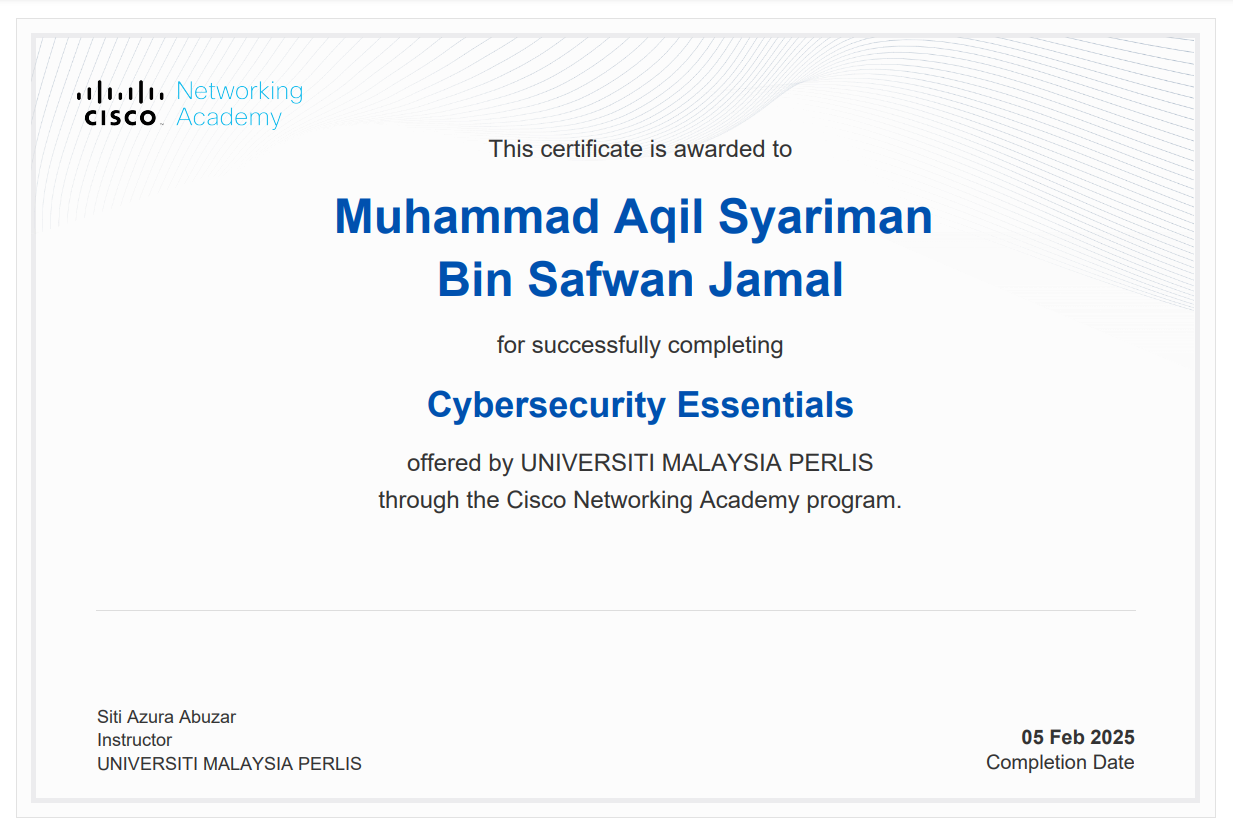 Networking
CISCO Academy
This certificate is awarded to
Muhammad Aqil Syariman
Bin Safwan Jamal
for successfully completing
Cybersecurity Essentials
offered by UNIVERSITI MALAYSIA PERLIS
through the Cisco Networking Academy program.
Siti Azura Abuzar
Instructor
UNIVERSITI MALAYSIA PERLIS
05 Feb 2025
Completion Date